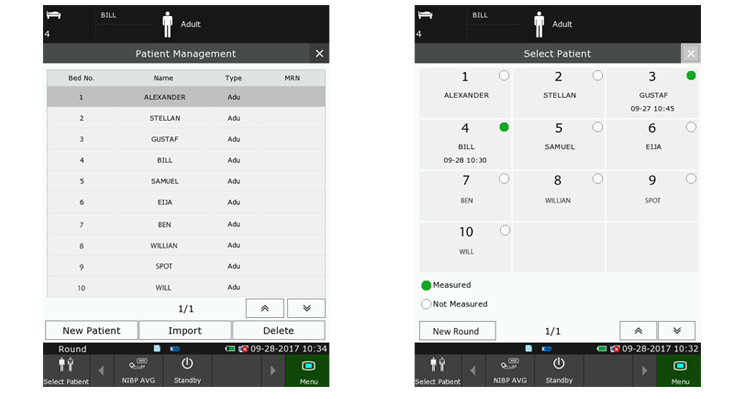 BILL
4
Adult
Patient Management
Bed No. Name Type MRN
1 ALEXANDER Adu
2 STELLAN Adu
3 GUSTAF Adu
4 BILL Adu
5 SAMUEL Adu
6 EIJA Adu
7 BEN Adu
8 WILLIAN Adu
9 SPOT Adu
10 WILL Adu
1/1
New Patient Import Delete
Round 09-28-2017 10:34
Select Patient NIBP AVG Standby Menu
BILL
4
Adult
Select Patient
1 2 3
ALEXANDER STELLAN GUSTAF
09-27 10:45
4 5 6
BILL SAMUEL EIJA
09-28 10:30
7 8 9
BEN WILLIAN SPOT
10
WILL
Measured
Not Measured
New Round 1/1
09-28-2017 10:32
Select Patient NIBP AVG Standby Menu